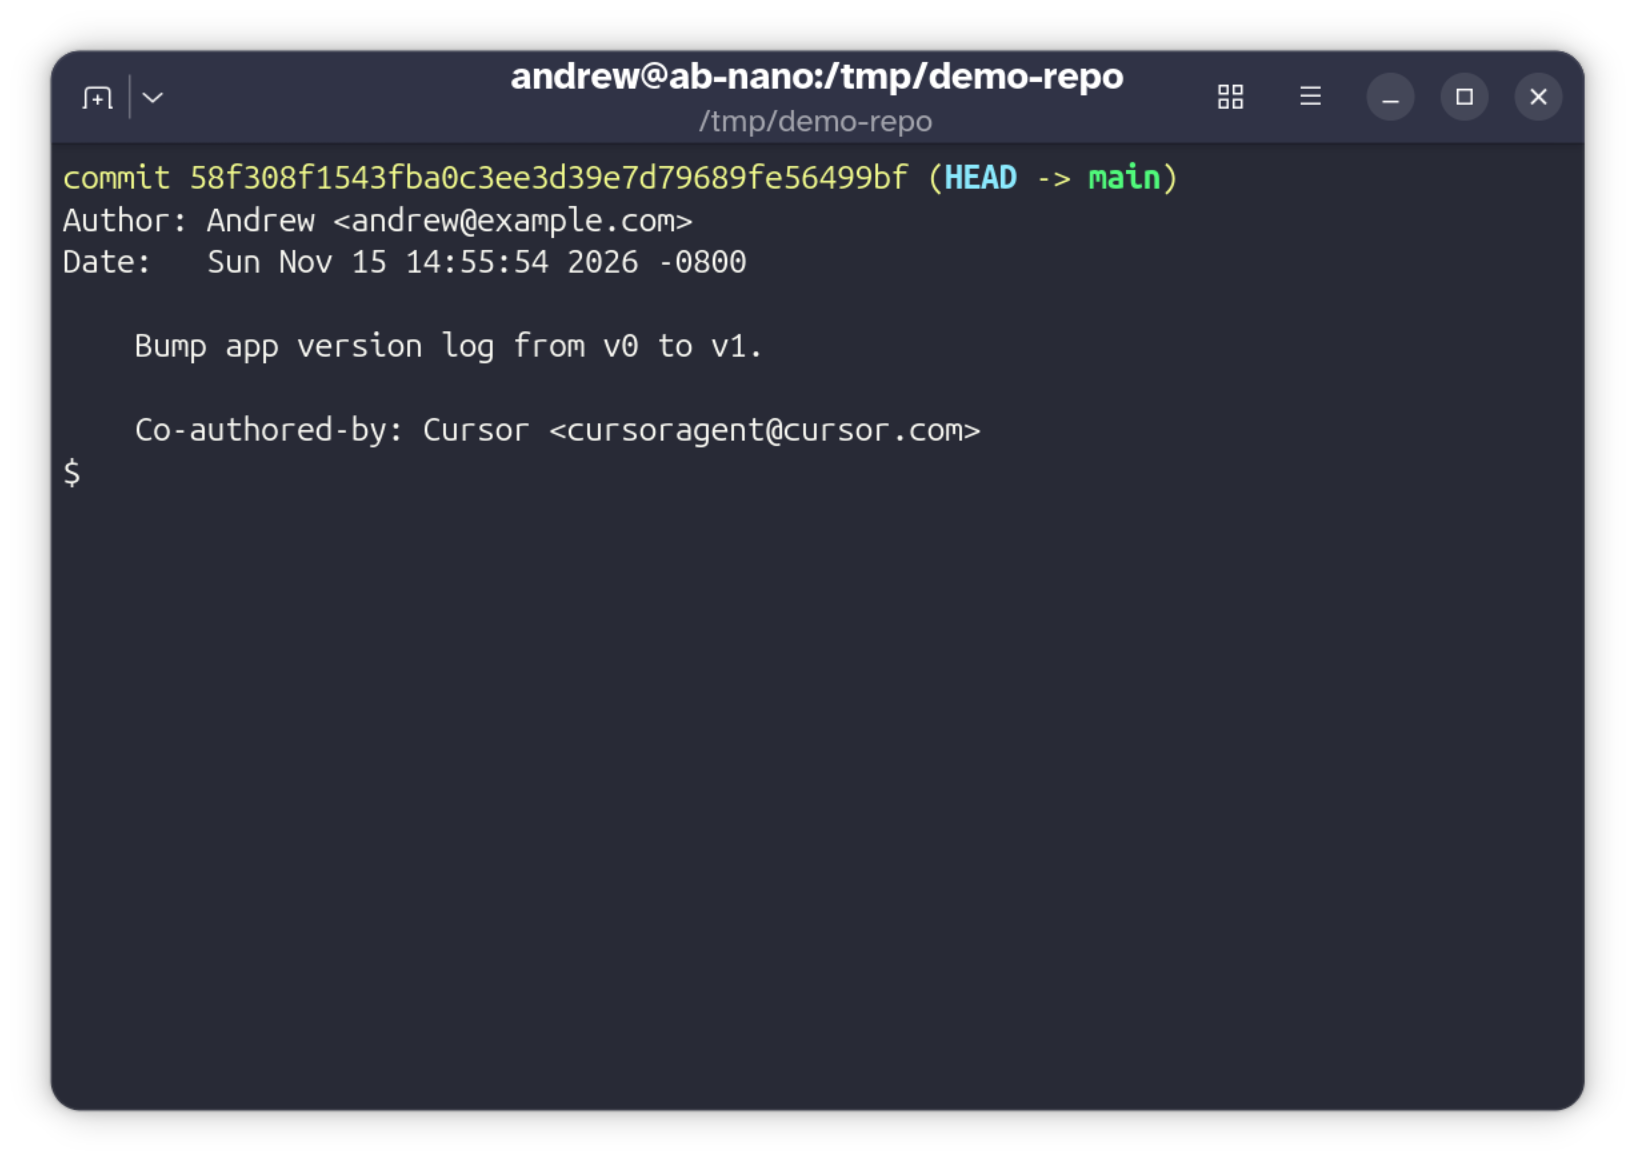 andrew@ab-nano:/tmp/demo-repo
/tmp/demo-repo
commit 58f308f1543fba0c3ee3d39e7d79689fe56499bf (HEAD -> main)
Author: Andrew <andrew@example.com>
Date:   Sun Nov 15 14:55:54 2026 -0800

    Bump app version log from v0 to v1.

    Co-authored-by: Cursor <cursoragent@cursor.com>
$